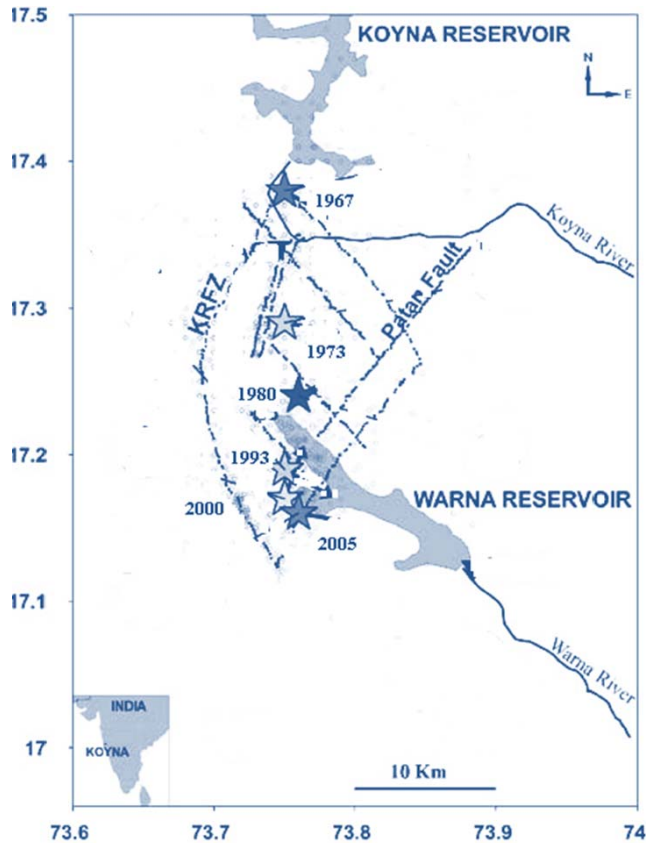 17.5
KOYNA RESERVOIR
N
E
17.4
1967
Koyna River
KRFZ
Patan Fault
17.3
1973
1980
17.2
1993
2000
WARNA RESERVOIR
2005
17.1
Warna River
INDIA
KOYNA
17
10 Km
73.6
73.7
73.8
73.9
74